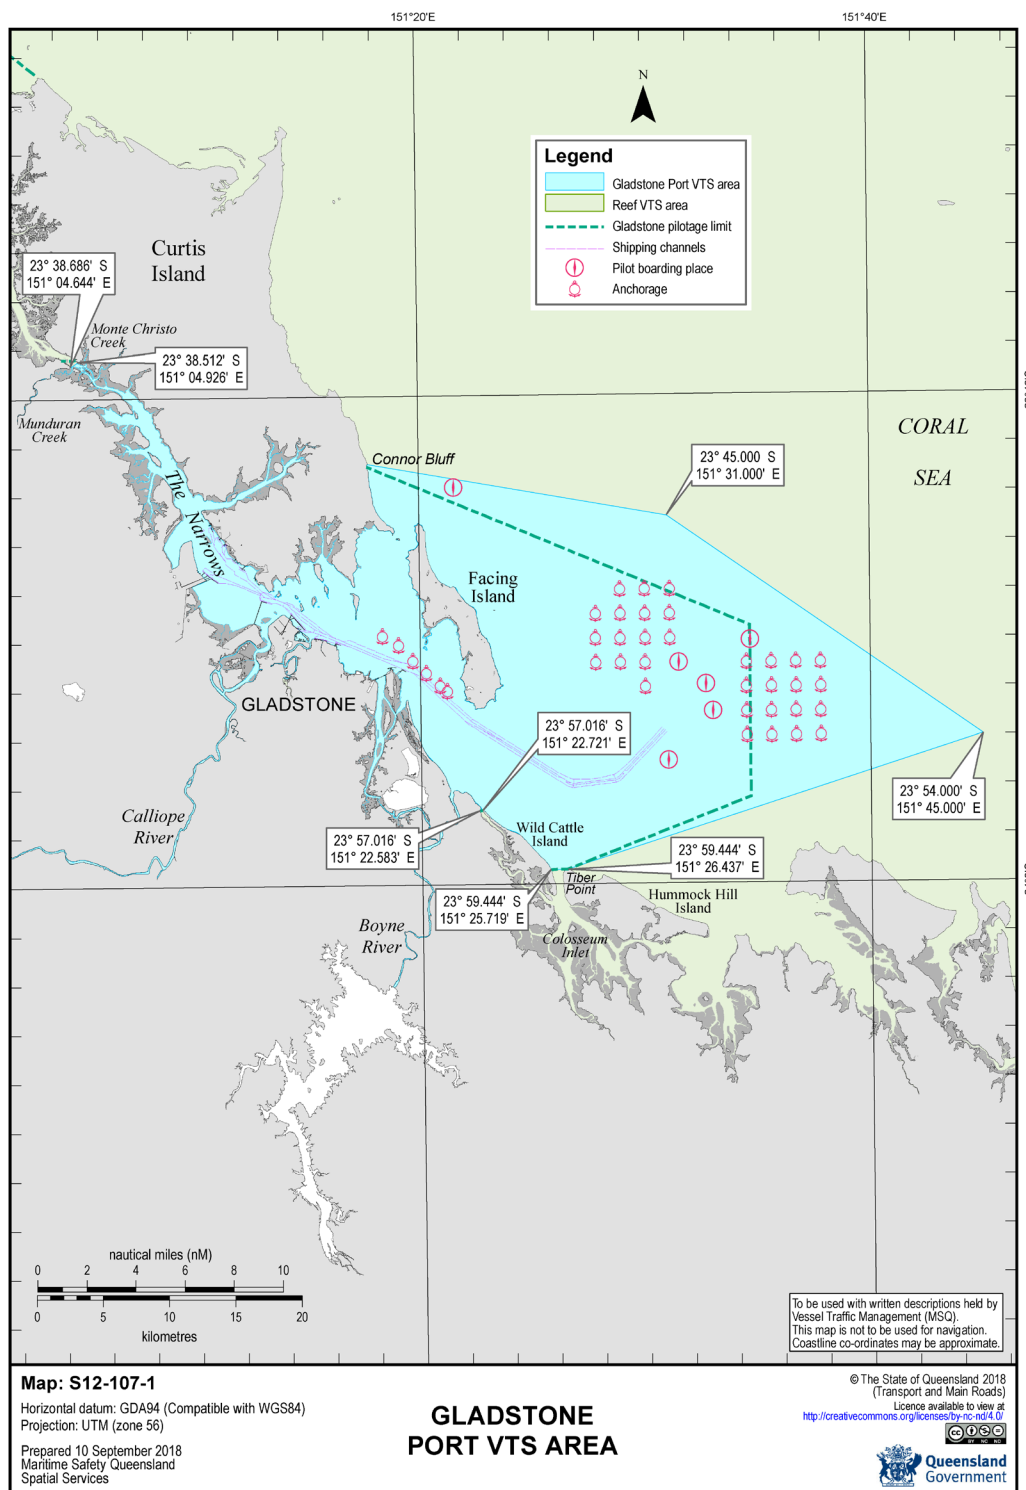 151°20'E
151°40'E
N
Legend
Gladstone Port VTS area
Reef VTS area
Gladstone pilotage limit
Shipping channels
Pilot boarding place
Anchorage
Curtis
Island
23° 38.686' S
151° 04.644' E
Monte Christo
Creek
23° 38.512' S
151° 04.926' E
Munduran
Creek
CORAL
SEA
Connor Bluff
23° 45.000 S
151° 31.000' E
The Narrows
Facing
Island
GLADSTONE
23° 57.016' S
151° 22.721' E
23° 54.000' S
151° 45.000' E
Calliope
River
23° 57.016' S
151° 22.583' E
Wild Cattle
Island
23° 59.444' S
151° 26.437' E
Tiber
Point
23° 59.444' S
151° 25.719' E
Hummock Hill
Island
Boyne
River
Colosseum
Inlet
nautical miles (nM)
0 2 4 6 8 10
0 5 10 15 20
kilometres
To be used with written descriptions held by
Vessel Traffic Management (MSQ).
This map is not to be used for navigation.
Coastline co-ordinates may be approximate.
Map: S12-107-1
Horizontal datum: GDA94 (Compatible with WGS84)
Projection: UTM (zone 56)
Prepared 10 September 2018
Maritime Safety Queensland
Spatial Services
GLADSTONE
PORT VTS AREA
© The State of Queensland 2018
(Transport and Main Roads)
Licence available to view at
http://creativecommons.org/licenses/by-nc-nd/4.0/
cc
BY NC ND
Queensland
Government